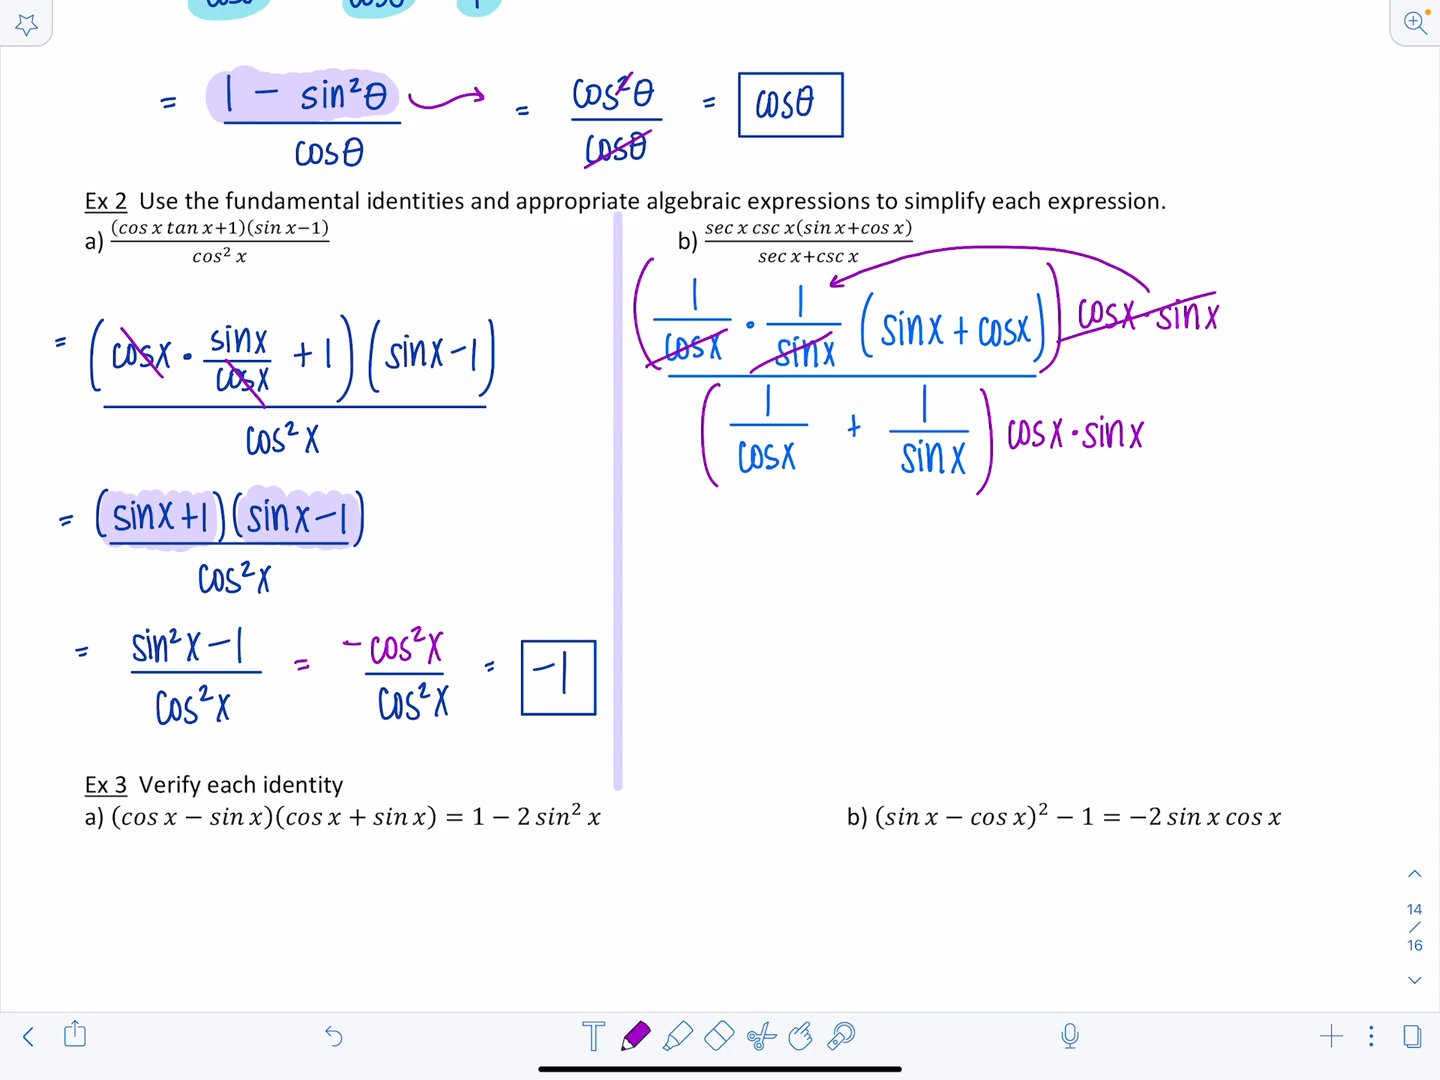 = 1 − sin²θ / cosθ = cos²θ / cosθ = cosθ
Ex 2 Use the fundamental identities and appropriate algebraic expressions to simplify each expression.
a) (cos x tan x+1)(sin x−1) / cos² x
= (cosx · sinx / cosx + 1)(sinx − 1) / cos²x
= (sinx + 1)(sinx − 1) / cos²x
= sin²x − 1 / cos²x = −cos²x / cos²x = −1
b) sec x csc x(sin x+cos x) / sec x+csc x
(1 / cosx · 1 / sinx (sinx + cosx)) cosx · sinx
(1 / cosx + 1 / sinx) cosx · sinx
Ex 3 Verify each identity
a) (cos x − sin x)(cos x + sin x) = 1 − 2 sin² x
b) (sin x − cos x)² − 1 = −2 sin x cos x
14
/
16
T